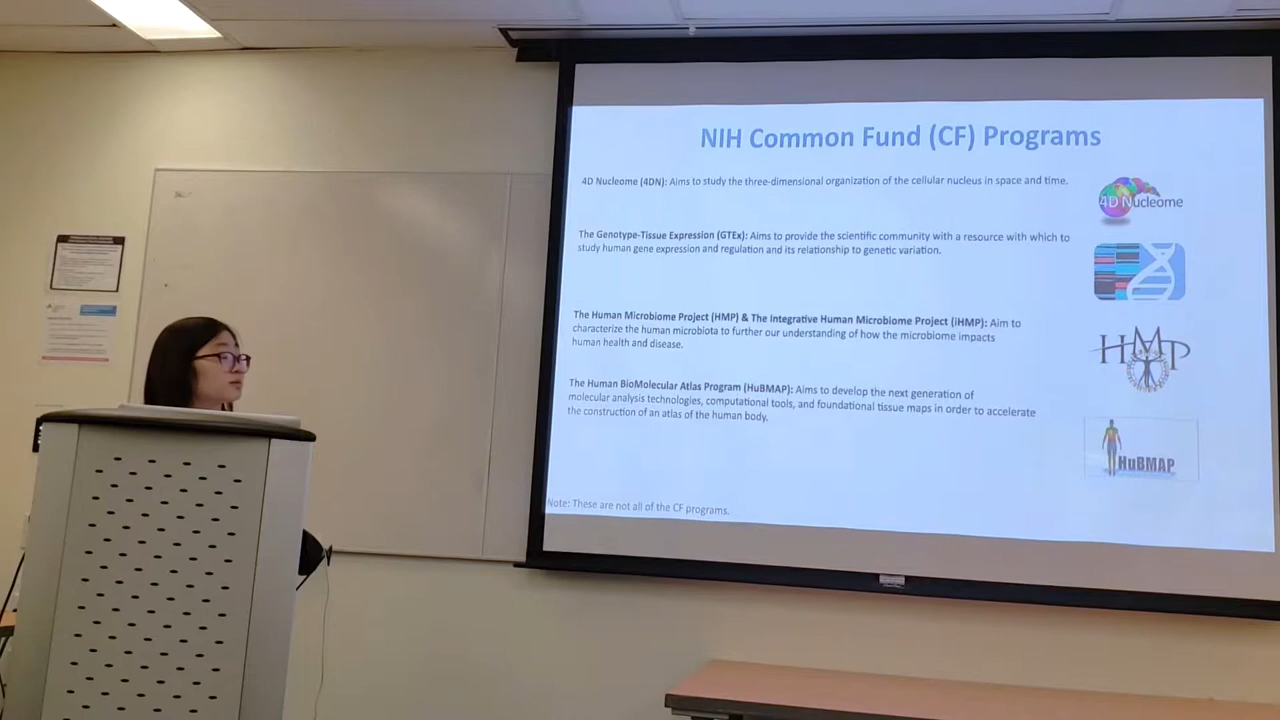 NIH Common Fund (CF) Programs
4D Nucleome (4DN): Aims to study the three-dimensional organization of the cellular nucleus in space and time.
4D Nucleome
The Genotype-Tissue Expression (GTEx): Aims to provide the scientific community with a resource with which to
study human gene expression and regulation and its relationship to genetic variation.
The Human Microbiome Project (HMP) & The Integrative Human Microbiome Project (iHMP): Aim to
characterize the human microbiota to further our understanding of how the microbiome impacts
human health and disease.
HMP
The Human BioMolecular Atlas Program (HuBMAP): Aims to develop the next generation of
molecular analysis technologies, computational tools, and foundational tissue maps in order to accelerate
the construction of an atlas of the human body.
HuBMAP
Note: These are not all of the CF programs.